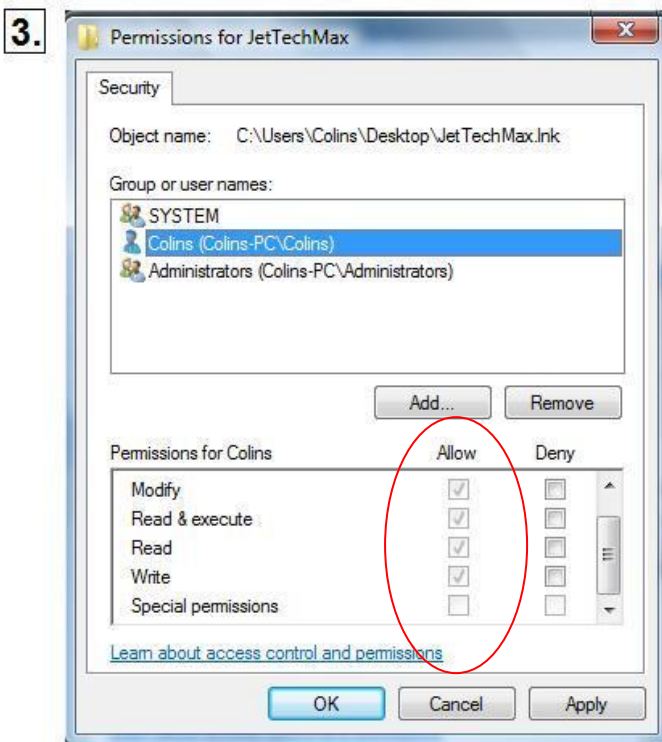 3.
Permissions for JetTechMax
Security
Object name: C:\Users\Colins\Desktop\JetTechMax.lnk
Group or user names:
SYSTEM
Colins (Colins-PC\Colins)
Administrators (Colins-PC\Administrators)
Add... Remove
Permissions for Colins Allow Deny
Modify
Read & execute
Read
Write
Special permissions
Learn about access control and permissions
OK Cancel Apply